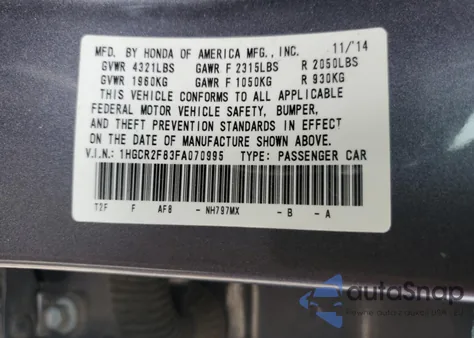 MFD. BY HONDA OF AMERICA MFG., INC. 11/'14
GVWR 4321LBS GAWR F 2315LBS R 2050LBS
GVWR 1960KG GAWR F 1050KG R 930KG
THIS VEHICLE CONFORMS TO ALL APPLICABLE
FEDERAL MOTOR VEHICLE SAFETY, BUMPER,
AND THEFT PREVENTION STANDARDS IN EFFECT
ON THE DATE OF MANUFACTURE SHOWN ABOVE.
V.I.N.: 1HGCR2F83FA070995 TYPE: PASSENGER CAR
T2F F AF8 - NH797MX - B - A
autoSnap